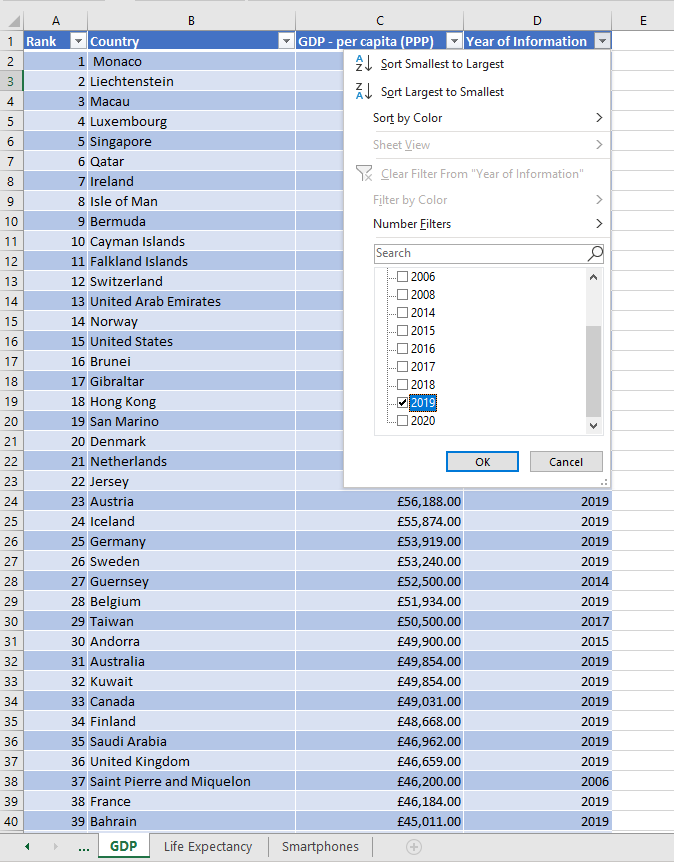 A B C D E
1 Rank Country GDP - per capita (PPP) Year of Information
2 1 Monaco
3 2 Liechtenstein
4 3 Macau
5 4 Luxembourg
6 5 Singapore
7 6 Qatar
8 7 Ireland
9 8 Isle of Man
10 9 Bermuda
11 10 Cayman Islands
12 11 Falkland Islands
13 12 Switzerland
14 13 United Arab Emirates
15 14 Norway
16 15 United States
17 16 Brunei
18 17 Gibraltar
19 18 Hong Kong
20 19 San Marino
21 20 Denmark
22 21 Netherlands
23 22 Jersey
Sort Smallest to Largest
Sort Largest to Smallest
Sort by Color
Sheet View
Clear Filter From "Year of Information"
Filter by Color
Number Filters
Search
2006
2008
2014
2015
2016
2017
2018
2019
2020
OK Cancel
24 23 Austria £56,188.00 2019
25 24 Iceland £55,874.00 2019
26 25 Germany £53,919.00 2019
27 26 Sweden £53,240.00 2019
28 27 Guernsey £52,500.00 2014
29 28 Belgium £51,934.00 2019
30 29 Taiwan £50,500.00 2017
31 30 Andorra £49,900.00 2015
32 31 Australia £49,854.00 2019
33 32 Kuwait £49,854.00 2019
34 33 Canada £49,031.00 2019
35 34 Finland £48,668.00 2019
36 35 Saudi Arabia £46,962.00 2019
37 36 United Kingdom £46,659.00 2019
38 37 Saint Pierre and Miquelon £46,200.00 2006
39 38 France £46,184.00 2019
40 39 Bahrain £45,011.00 2019
... GDP Life Expectancy Smartphones